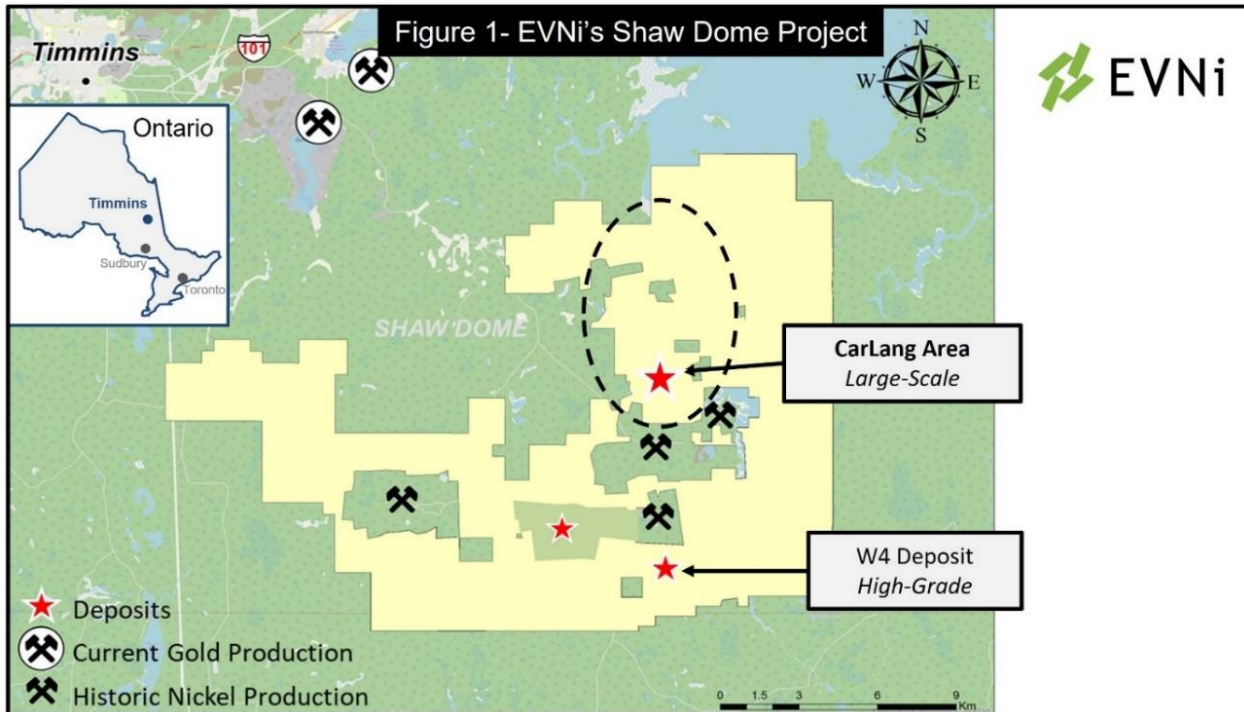 Figure 1- EVNi's Shaw Dome Project
Timmins
101
N
W
E
S
EVNi
Ontario
Timmins
Sudbury
Toronto
SHAW DOME
CarLang Area
Large-Scale
W4 Deposit
High-Grade
Deposits
Current Gold Production
Historic Nickel Production
0 1.5 3 6 9
Km